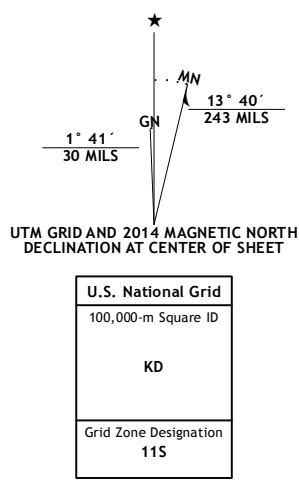 ★
MN
GN
13° 40´
243 MILS
1° 41´
30 MILS
UTM GRID AND 2014 MAGNETIC NORTH
DECLINATION AT CENTER OF SHEET
U.S. National Grid
100,000-m Square ID
KD
Grid Zone Designation
11S